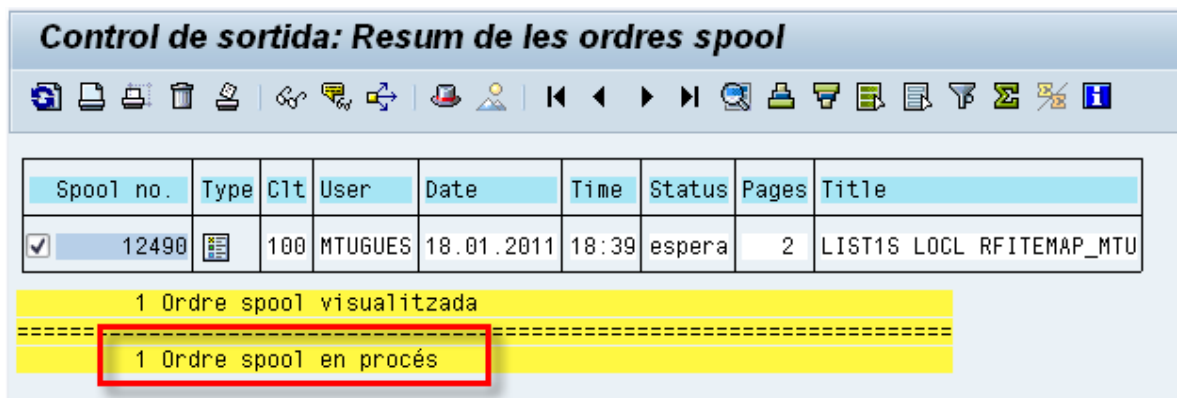 Control de sortida: Resum de les ordres spool
Spool no. Type Clt User Date Time Status Pages Title
12490 100 MTUGUES 18.01.2011 18:39 espera 2 LIST1S LOCL RFITEMAP_MTU
1 Ordre spool visualitzada
1 Ordre spool en procés